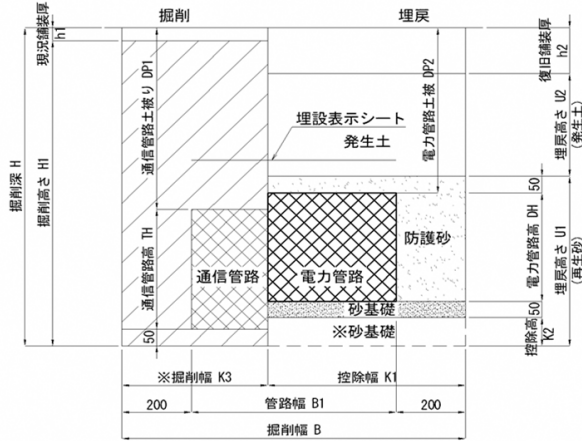 掘削
埋戻
現況舗装厚
h1
通信管路土被り DP1
電力管路土被 DP2
復旧舗装厚
h2
埋設表示シート
発生土
埋戻高さ U2
(発生土)
掘削深 H
掘削高さ H1
50
通信管路高 TH
防護砂
電力管路高 DH
埋戻高さ U1
(再生砂)
通信管路
電力管路
砂基礎
50
※砂基礎
50
控除高
K2
※掘削幅 K3
控除幅 K1
200
管路幅 B1
200
掘削幅 B